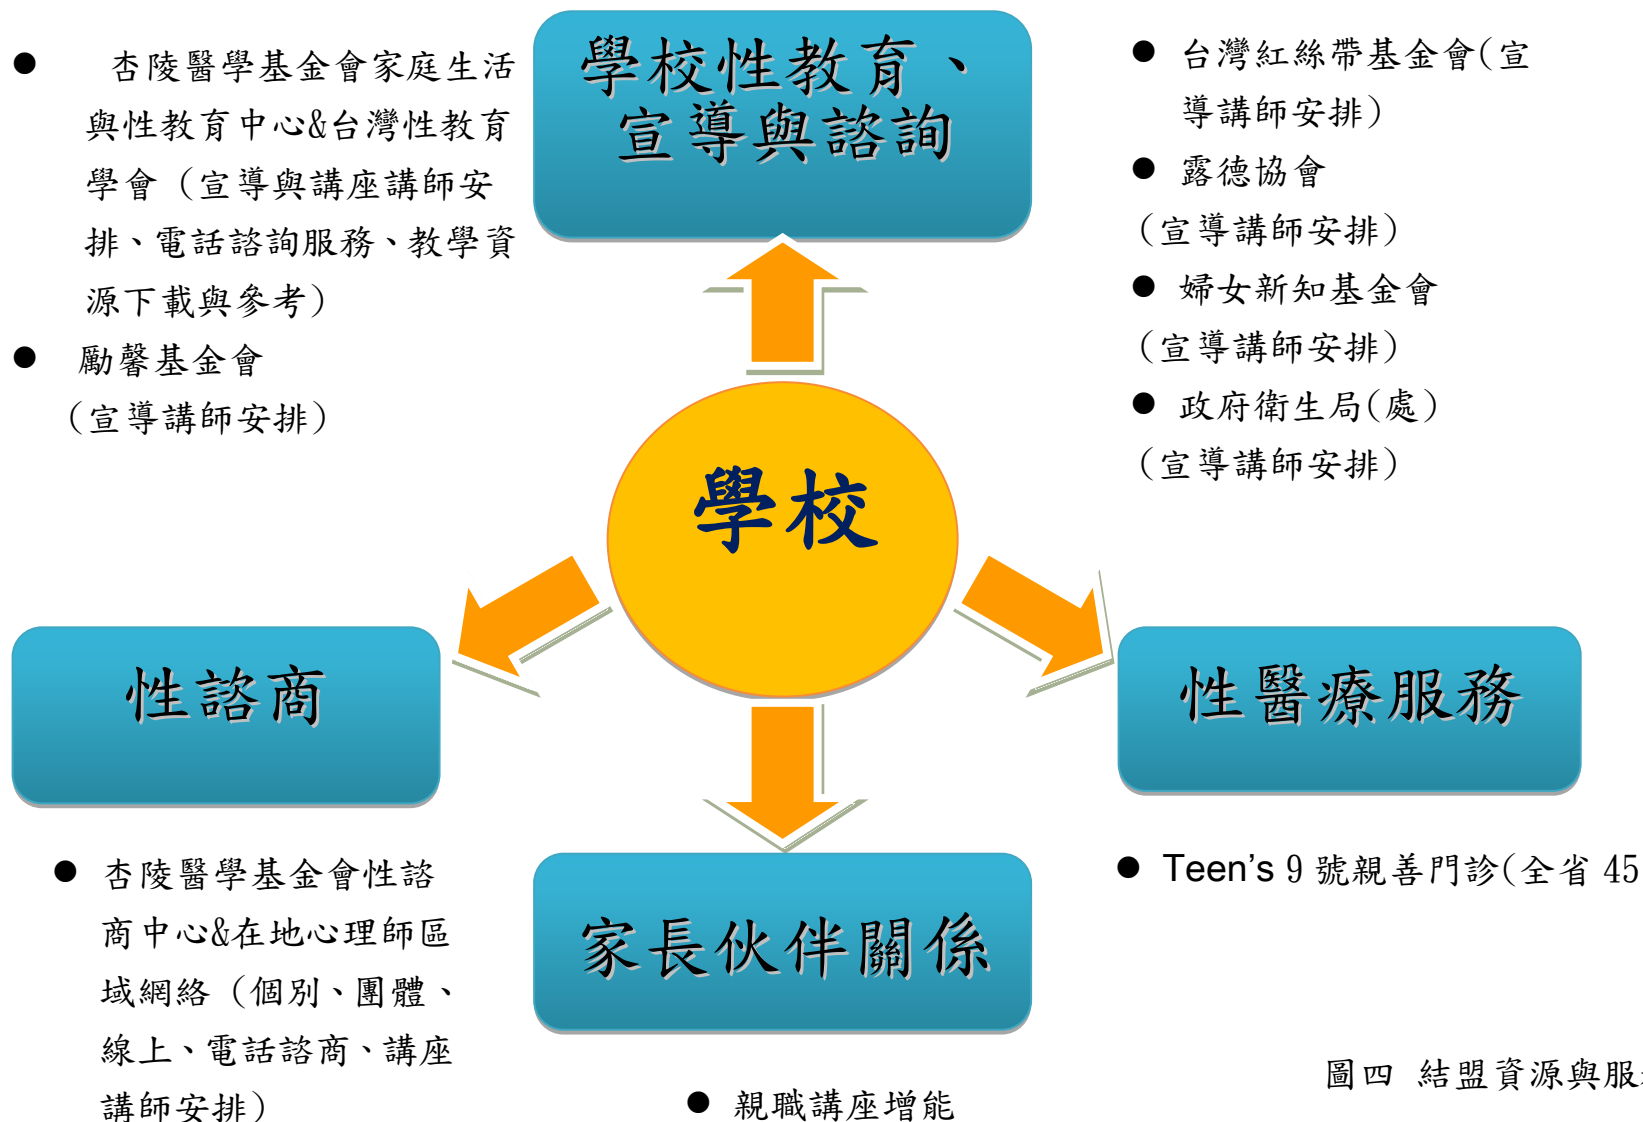 學校性教育、
宣導與諮詢
● 杏陵醫學基金會家庭生活
與性教育中心&台灣性教育
學會（宣導與講座講師安
排、電話諮詢服務、教學資
源下載與參考）
● 勵馨基金會
（宣導講師安排）
● 台灣紅絲帶基金會(宣
導講師安排）
● 露德協會
（宣導講師安排）
● 婦女新知基金會
（宣導講師安排）
● 政府衛生局(處）
（宣導講師安排）
學校
性諮商
性醫療服務
● 杏陵醫學基金會性諮
商中心&在地心理師區
域網絡（個別、團體、
線上、電話諮商、講座
講師安排）
家長伙伴關係
● 親職講座增能
● Teen’s 9 號親善門診(全省 45
圖四 結盟資源與服